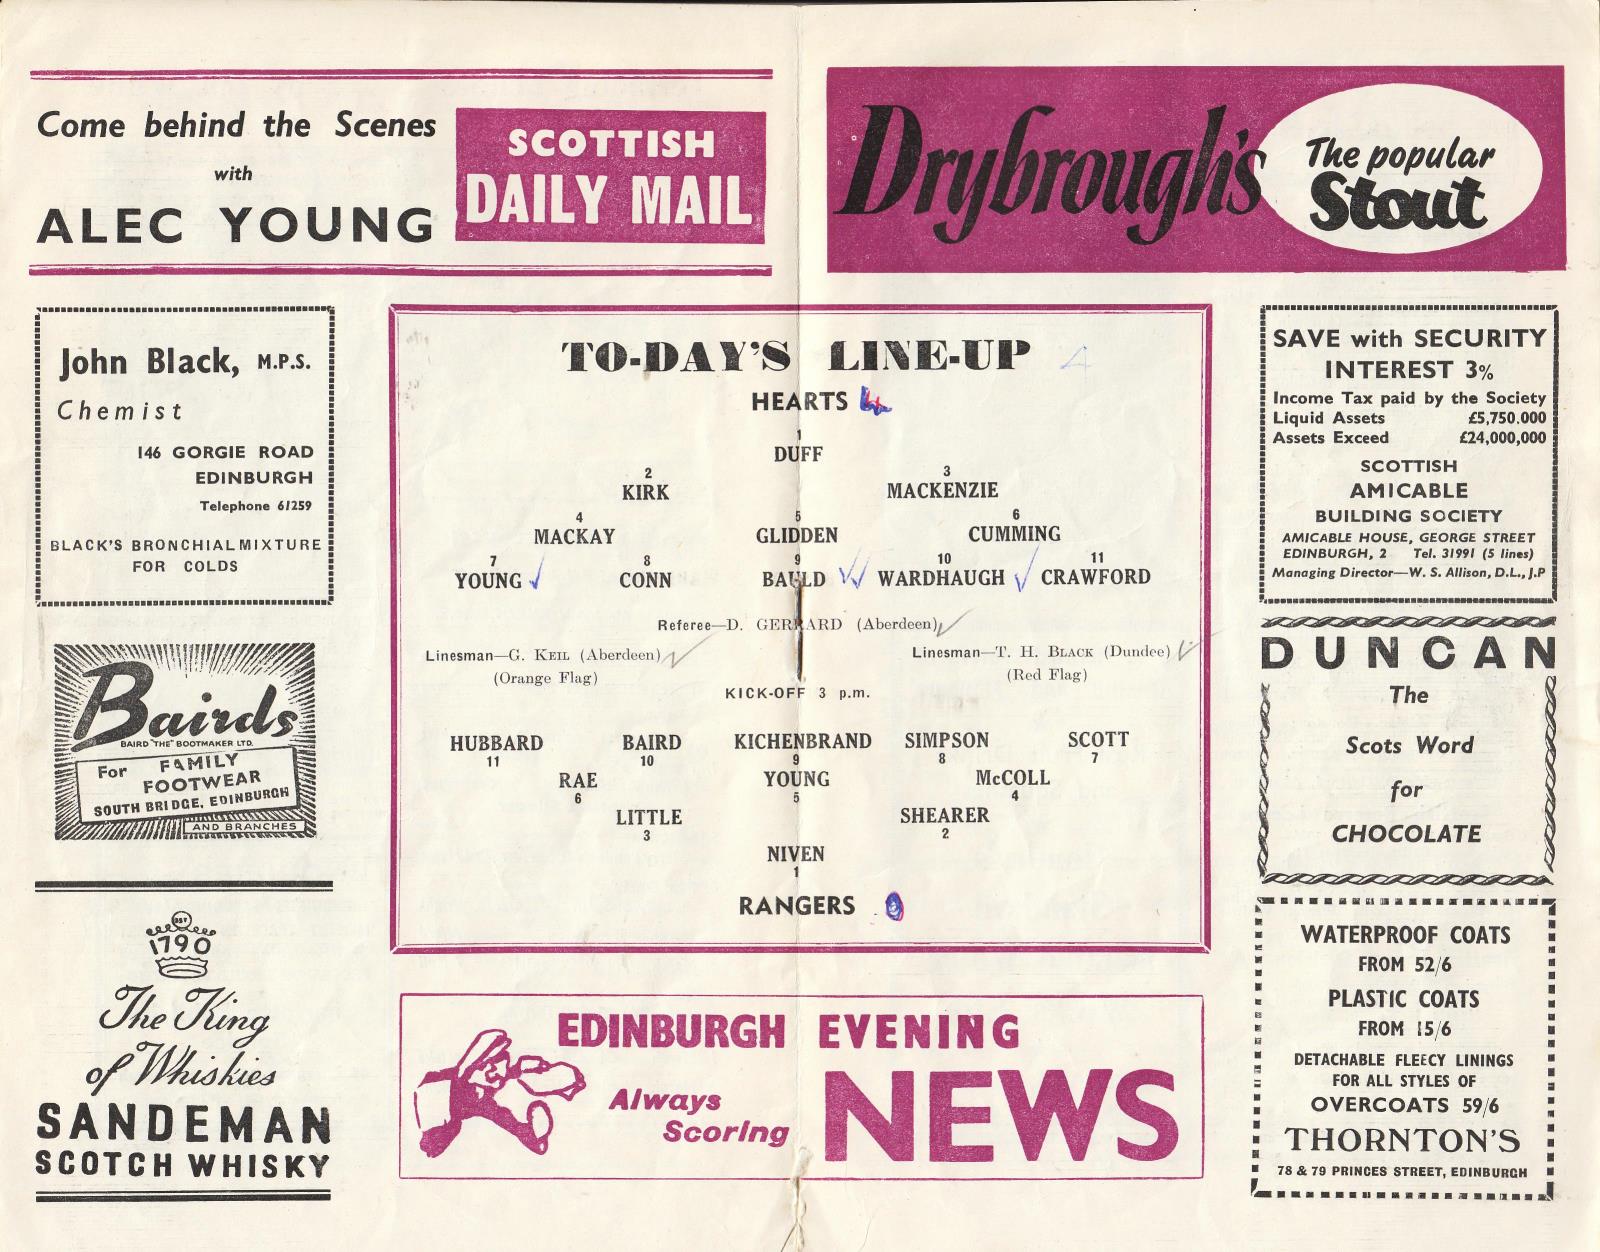 Come behind the Scenes
with
ALEC YOUNG
SCOTTISH
DAILY MAIL
Drybrough's
The popular
Stout
John Black, M.P.S.
Chemist
146 GORGIE ROAD
EDINBURGH
Telephone 61259
BLACK'S BRONCHIAL MIXTURE
FOR COLDS
Bairds
BAIRD "THE" BOOTMAKER LTD.
For FAMILY
FOOTWEAR
SOUTH BRIDGE, EDINBURGH
AND BRANCHES
1790
The King
of Whiskies
SANDEMAN
SCOTCH WHISKY
TO-DAY'S LINE-UP
HEARTS 4
1
DUFF
2 3
KIRK MACKENZIE
4 5 6
MACKAY GLIDDEN CUMMING
7 8 9 10 11
YOUNG CONN BAULD WARDHAUGH CRAWFORD
Referee—D. GERRARD (Aberdeen)
Linesman—G. KEIL (Aberdeen) Linesman—T. H. BLACK (Dundee)
(Orange Flag) (Red Flag)
KICK-OFF 3 p.m.
HUBBARD BAIRD KICHENBRAND SIMPSON SCOTT
11 10 9 8 7
RAE YOUNG McCOLL
6 5 4
LITTLE SHEARER
3 2
NIVEN
1
RANGERS 0
EDINBURGH EVENING
Always
Scoring
NEWS
SAVE with SECURITY
INTEREST 3%
Income Tax paid by the Society
Liquid Assets £5,750.000
Assets Exceed £24,000,000
SCOTTISH
AMICABLE
BUILDING SOCIETY
AMICABLE HOUSE, GEORGE STREET
EDINBURGH, 2 Tel. 31991 (5 lines)
Managing Director—W. S. Allison, D.L., J.P
DUNCAN
The
Scots Word
for
CHOCOLATE
WATERPROOF COATS
FROM 52/6
PLASTIC COATS
FROM 15/6
DETACHABLE FLEECY LININGS
FOR ALL STYLES OF
OVERCOATS 59/6
THORNTON'S
78 & 79 PRINCES STREET, EDINBURGH